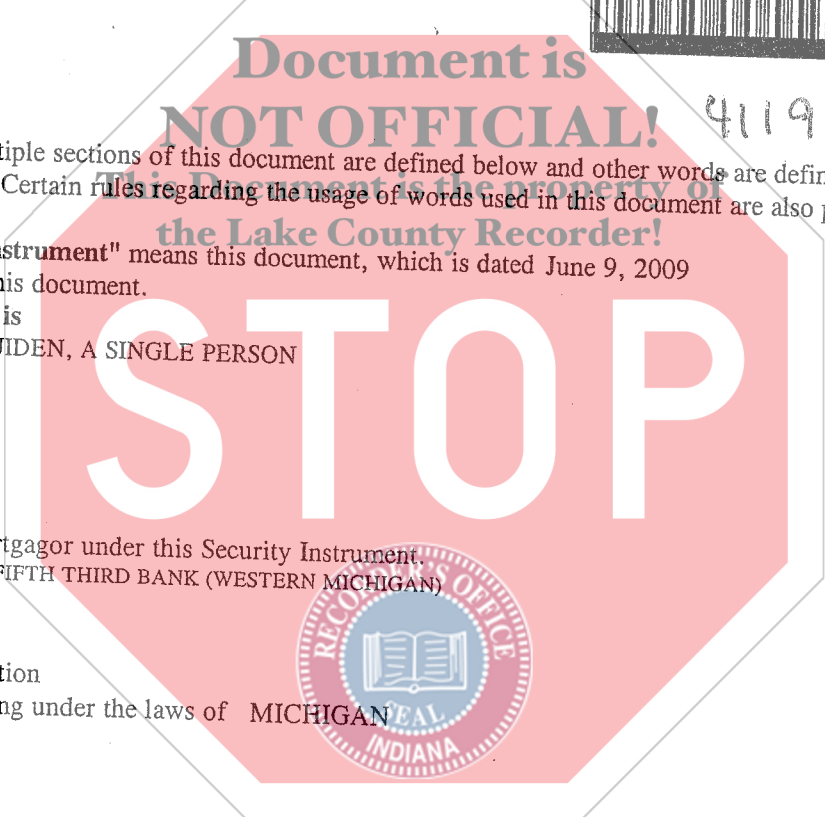 Document is
NOT OFFICIAL!
4119
tiple sections of this document are defined below and other words are defin
Certain rules regarding the usage of words used in this document are also p
This Document is the property of
the Lake County Recorder!
strument" means this document, which is dated June 9, 2009
is document.
is
IDEN, A SINGLE PERSON
STOP
tgagor under this Security Instrument.
FIFTH THIRD BANK (WESTERN MICHIGAN)
RECORDER'S OFFICE
tion
ng under the laws of MICHIGAN
SEAL
INDIANA